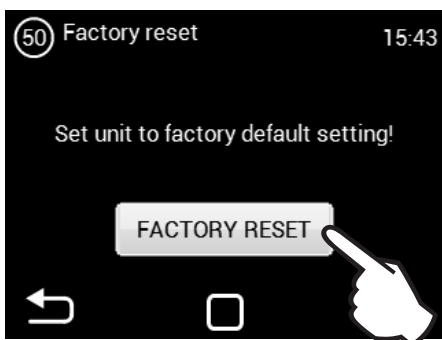 50 Factory reset 15:43
Set unit to factory default setting!
FACTORY RESET